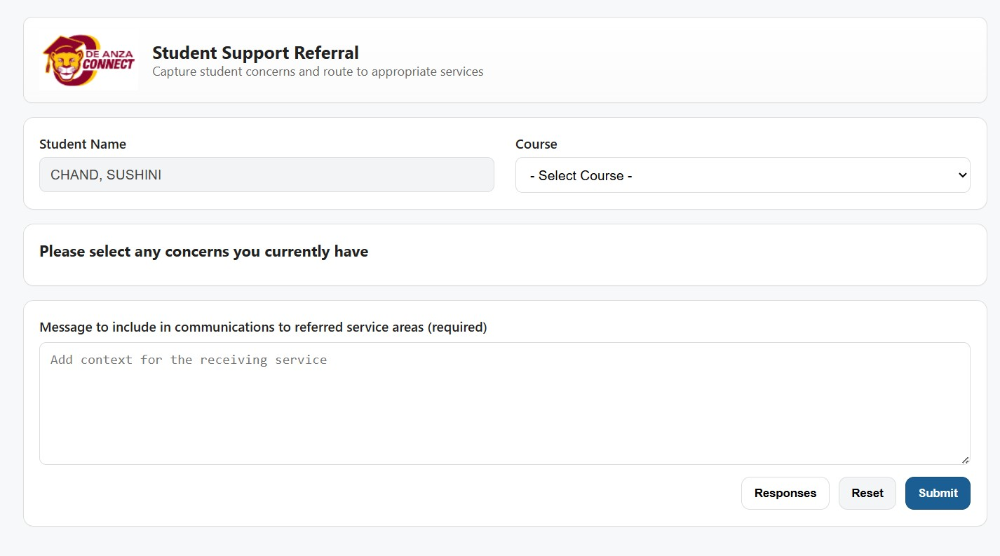 DE ANZA
CONNECT
Student Support Referral
Capture student concerns and route to appropriate services
Student Name
Course
CHAND, SUSHINI
- Select Course -
Please select any concerns you currently have
Message to include in communications to referred service areas (required)
Add context for the receiving service
Responses
Reset
Submit